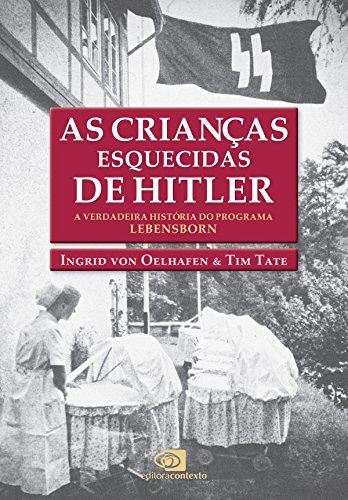 AS CRIANÇAS
ESQUECIDAS
DE HITLER
A VERDADEIRA HISTÓRIA DO PROGRAMA
LEBENSBORN
INGRID VON OELHAFEN & TIM TATE
editoracontexto